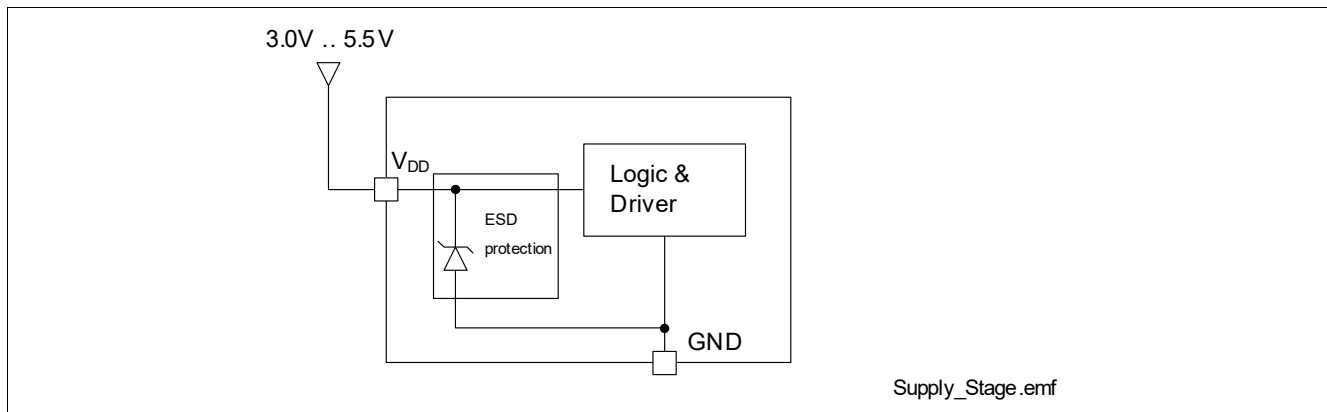 3.0V .. 5.5V
VDD
Logic &
Driver
ESD
protection
GND
Supply_Stage.emf